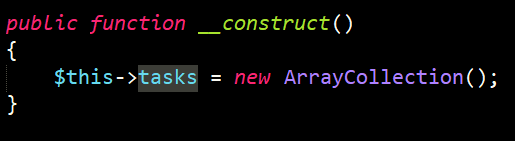 public function __construct()
{
    $this->tasks = new ArrayCollection();
}